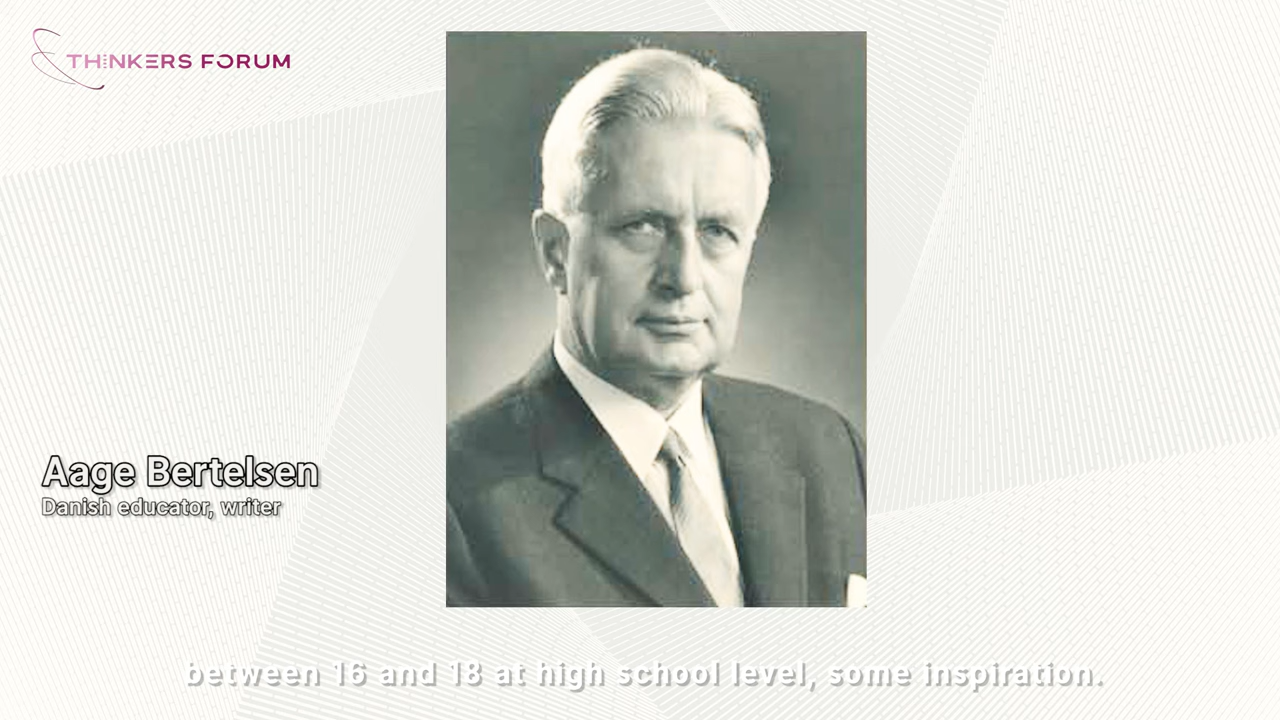 THINKERS FORUM
Aage Bertelsen
Danish educator, writer
between 16 and 18 at high school level, some inspiration.